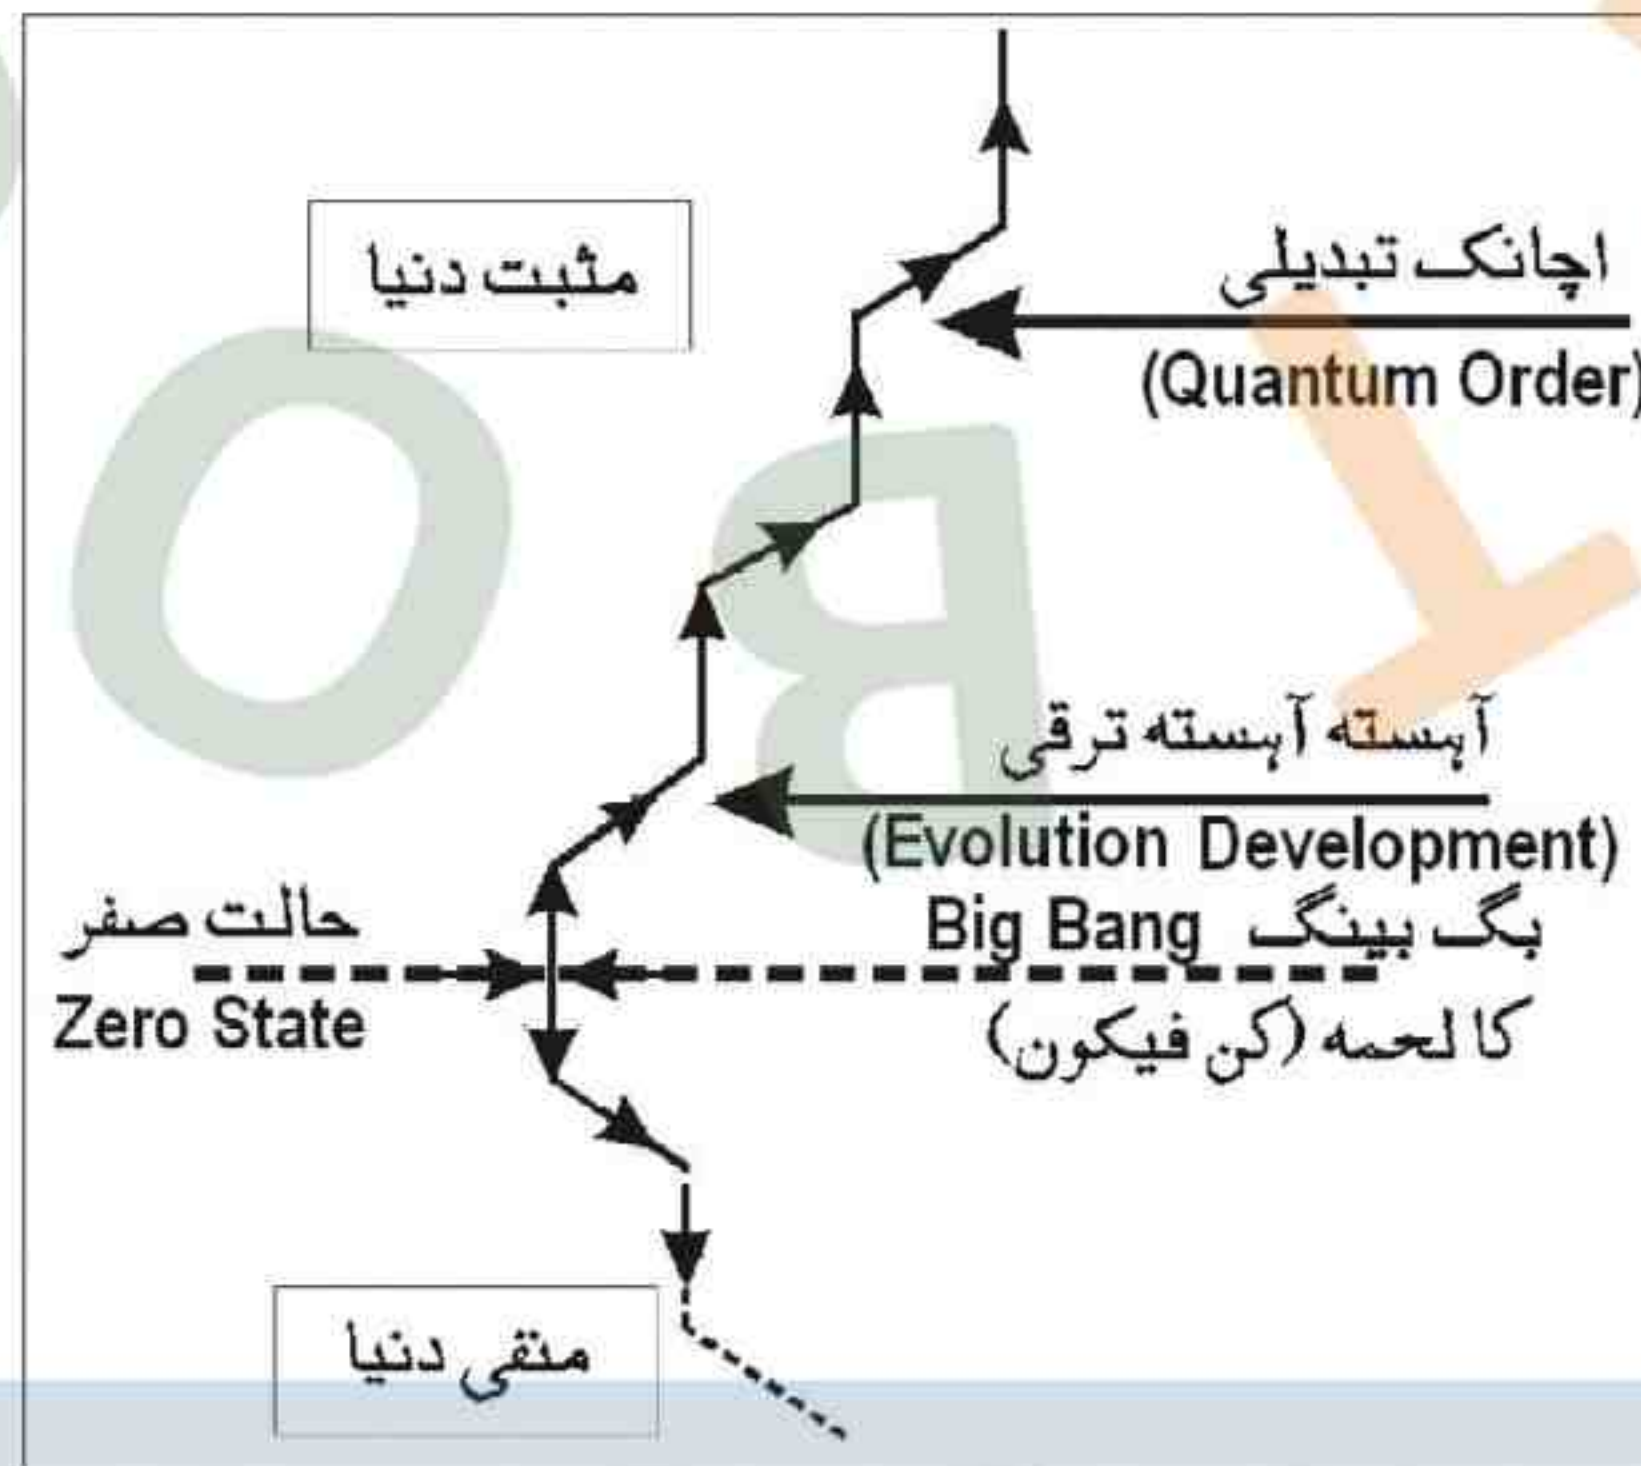 مثبت دنیا
اچانک تبدیلی
(Quantum Order)
آہستہ آہستہ ترقی
(Evolution Development)
حالت صفر
Zero State
بگ بینگ Big Bang
کا لحمہ (کن فیکون)
منفی دنیا
O
B